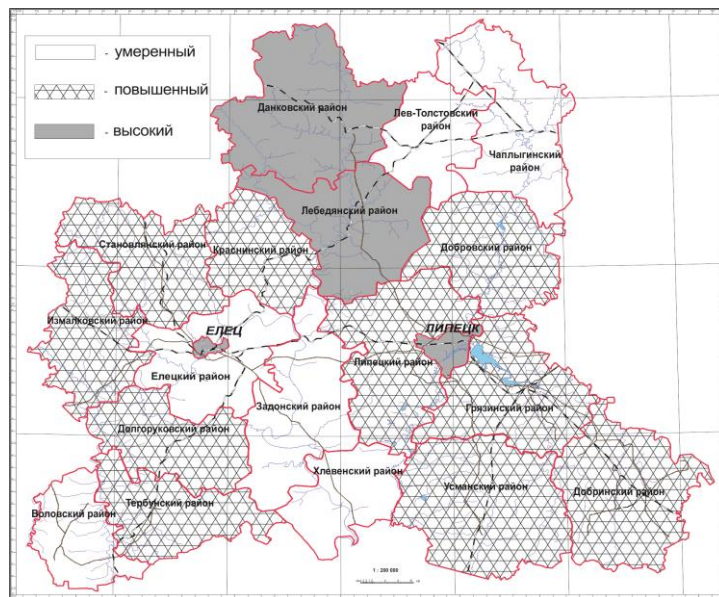 - умеренный
- повышенный
- высокий
Данковский район
Лев-Толстовский
район
Чаплыгинский
район
Лебедянский район
Становлянский район
Краснинский район
Добровский район
Измалковский район
ЕЛЕЦ
ЛИПЕЦК
Елецкий район
Липецкий район
Задонский район
Грязинский район
Долгоруковский район
Хлевенский район
Усманский район
Добринский район
Тербунский район
Воловский район
1 : 200 000